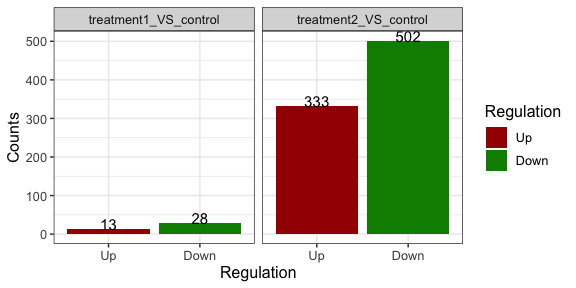 treatment1_VS_control
treatment2_VS_control
Counts
500
400
300
200
100
0
13
28
333
502
Up
Down
Up
Down
Regulation
Regulation
Up
Down